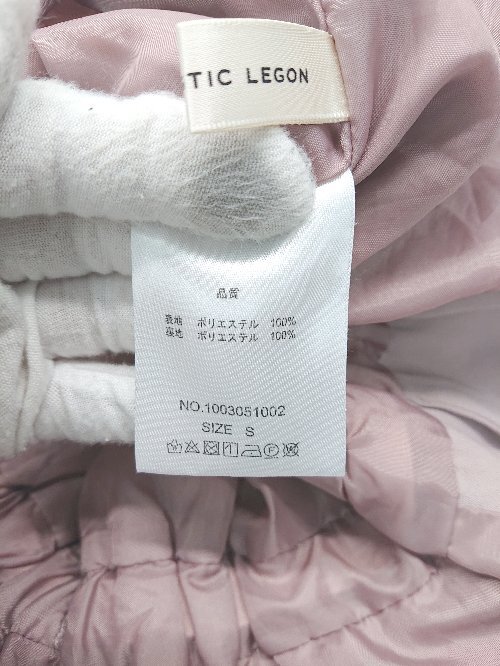 TIC LEGON
品質
表地 ポリエステル 100%
裏地 ポリエステル 100%
NO.1003051002
SIZE S